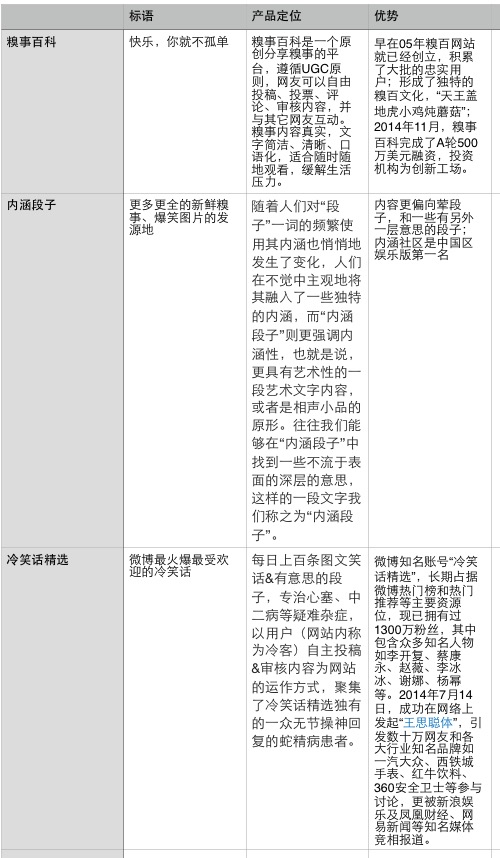 标语
产品定位
优势
糗事百科
快乐，你就不孤单
糗事百科是一个原
创分享糗事的平
台，遵循UGC原
则，网友可以自由
投稿、投票、评
论、审核内容，并
与其它网友互动。
糗事内容真实，文
字简洁、清晰、口
语化，适合随时随
地观看，缓解生活
压力。
早在05年糗百网站
就已经创立，积累
了大批的忠实用
户；形成了独特的
糗百文化，“天王盖
地虎小鸡炖蘑菇”；
2014年11月，糗事
百科完成了A轮500
万美元融资，投资
机构为创新工场。
内涵段子
更多更全的新鲜糗
事、爆笑图片的发
源地
随着人们对“段
子”一词的频繁使
用其内涵也悄悄地
发生了变化，人们
在不觉中主观地将
其融入了一些独特
的内涵，而“内涵
段子”则更强调内
涵性，也就是说，
更具有艺术性的一
段艺术文字内容，
或者是相声小品的
原形。往往我们能
够在“内涵段子”中
找到一些不流于表
面的深层的意思，
这样的一段文字我
们称之为“内涵段
子”。
内容更偏向荤段
子，和一些有另外
一层意思的段子；
内涵社区是中国区
娱乐版第一名
冷笑话精选
微博最火爆最受欢
迎的冷笑话
每日上百条图文笑
话&有意思的段
子，专治心塞、中
二病等疑难杂症，
以用户（网站内称
为冷客）自主投稿
&审核内容为网站
的运作方式，聚集
了冷笑话精选独有
的一众无节操神回
复的蛇精病患者。
微博知名账号“冷笑
话精选”，长期占据
微博热门榜和热门
推荐等主要资源
位，现已拥有过
1300万粉丝，其中
包含众多知名人物
如李开复、蔡康
永、赵薇、李冰
冰、谢娜、杨幂
等。2014年7月14
日，成功在网络上
发起“王思聪体”，引
发数十万网友和各
大行业知名品牌如
一汽大众、西铁城
手表、红牛饮料、
360安全卫士等参与
讨论，更被新浪娱
乐及凤凰财经、网
易新闻等知名媒体
竞相报道。